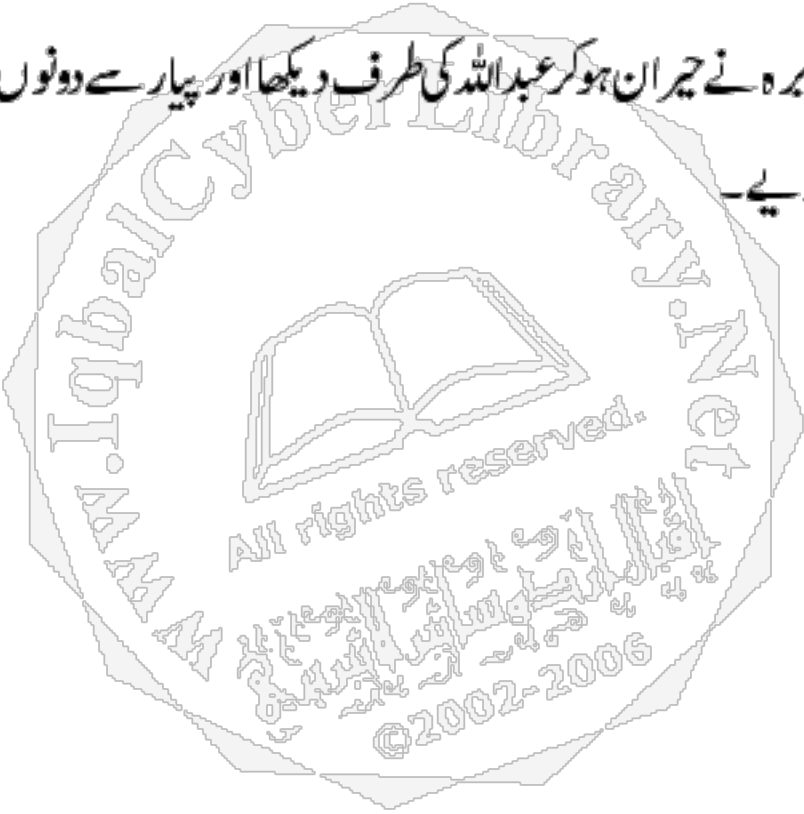 نے حیران ہوکر عبداللہ کی طرف دیکھا اور پیار سے دونوں
www.IqbalCyberLibrary.Net
All rights reserved.
©2002-2006